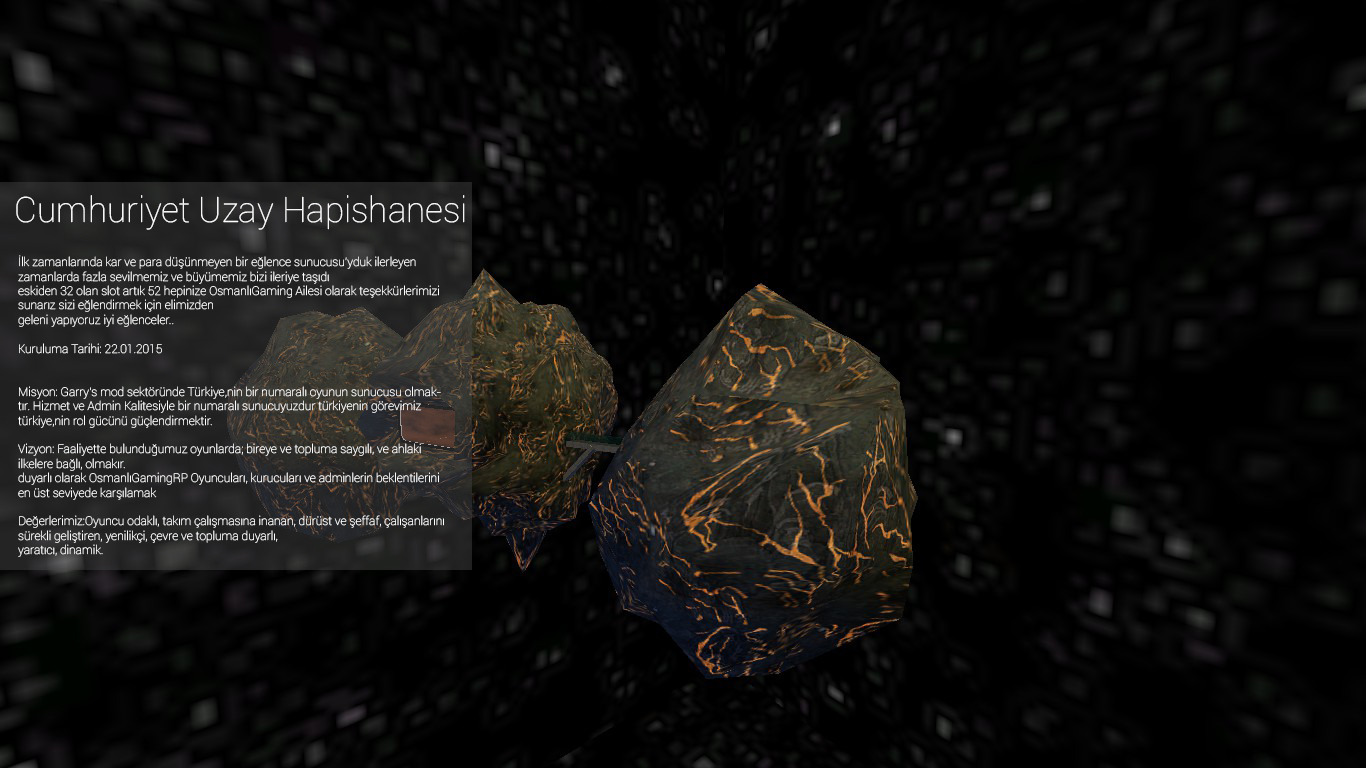 Cumhuriyet Uzay Hapishanesi
İlk zamanlarında kar ve para düşünmeyen bir eğlence sunucusu'yduk ilerleyen
zamanlarda fazla sevilmemiz ve büyümemiz bizi ileriye taşıdı
eskiden 32 olan slot artık 52 hepinize OsmanlıGaming Ailesi olarak teşekkürlerimizi
sunarız sizi eğlendirmek için elimizden
geleni yapıyoruz iyi eğlenceler..
Kuruluma Tarihi: 22.01.2015
Misyon: Garry's mod sektöründe Türkiye,nin bir numaralı oyunun sunucusu olmak-
tır. Hizmet ve Admin Kalitesiyle bir numaralı sunucuyuzdur türkiyenin görevimiz
türkiye,nin rol gücünü güçlendirmektir.
Vizyon: Faaliyette bulunduğumuz oyunlarda; bireye ve topluma saygılı, ve ahlaki
ilkelere bağlı, olmakır.
duyarlı olarak OsmanlıGamingRP Oyuncuları, kurucuları ve adminlerin beklentilerini
en üst seviyede karşılamak
Değerlerimiz:Oyuncu odaklı, takım çalışmasına inanan, dürüst ve şeffaf, çalışanlarını
sürekli geliştiren, yenilikçi, çevre ve topluma duyarlı,
yaratıcı, dinamik.